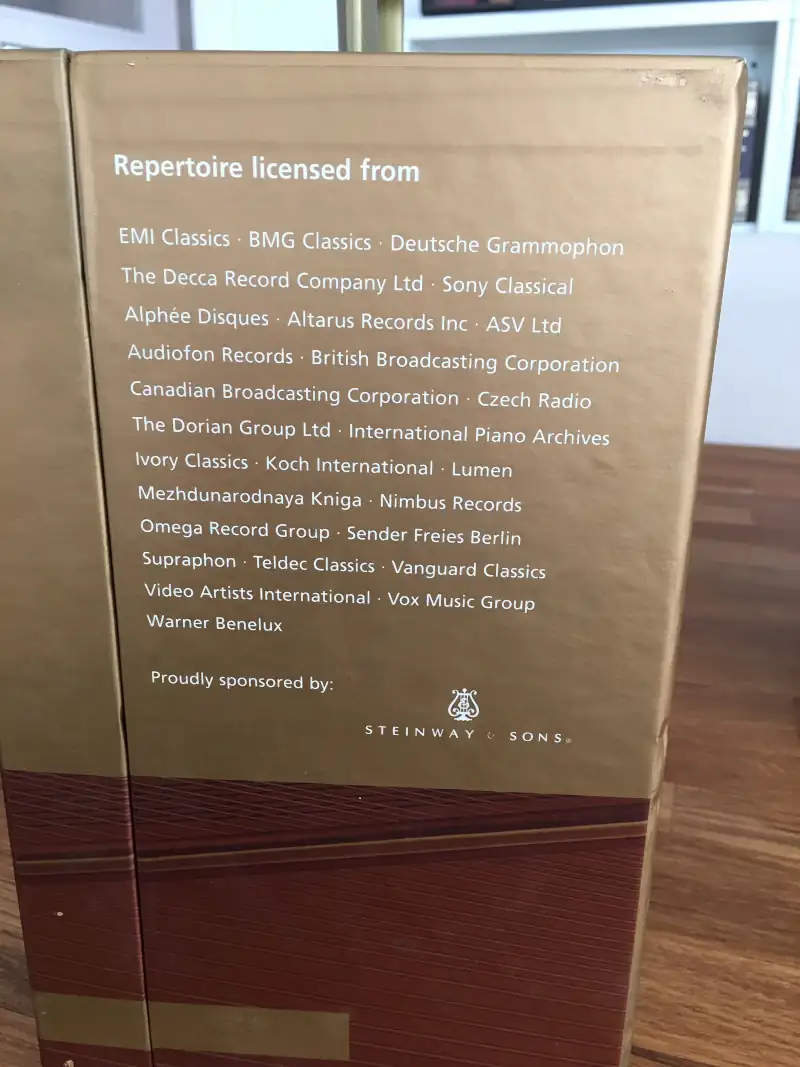 Repertoire licensed from
EMI Classics · BMG Classics · Deutsche Grammophon
The Decca Record Company Ltd · Sony Classical
Alphée Disques · Altarus Records Inc · ASV Ltd
Audiofon Records · British Broadcasting Corporation
Canadian Broadcasting Corporation · Czech Radio
The Dorian Group Ltd · International Piano Archives
Ivory Classics · Koch International · Lumen
Mezhdunarodnaya Kniga · Nimbus Records
Omega Record Group · Sender Freies Berlin
Supraphon · Teldec Classics · Vanguard Classics
Video Artists International · Vox Music Group
Warner Benelux
Proudly sponsored by:
STEINWAY & SONS®